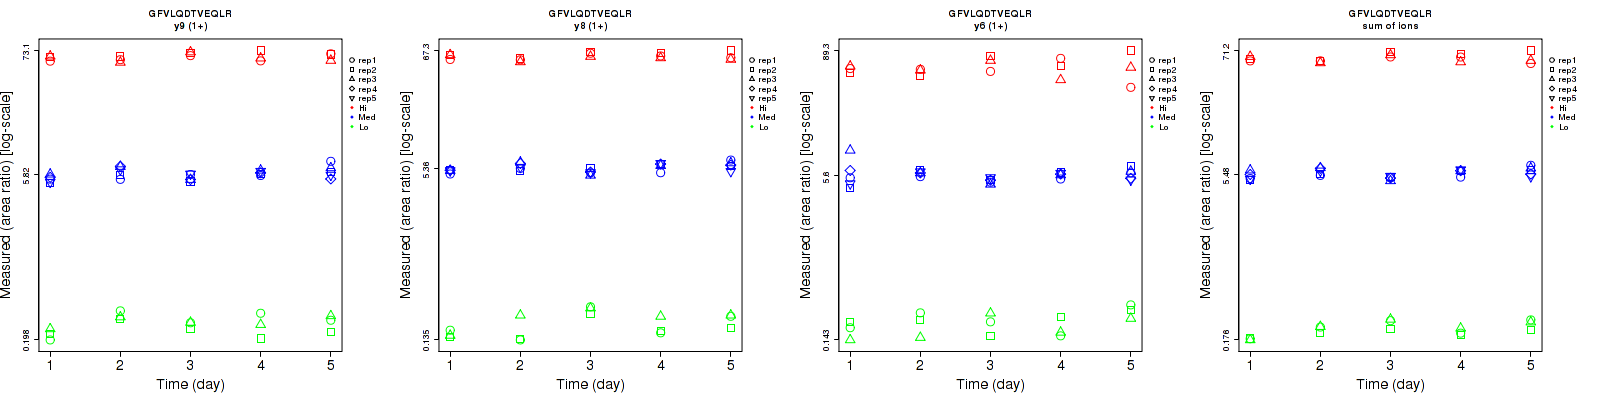 GFVLQDTVEQLR
y9 (1+)
Measured (area ratio) [log-scale]
73.1
5.82
0.198
1 2 3 4 5
Time (day)
rep1
rep2
rep3
rep4
rep5
Hi
Med
Lo
GFVLQDTVEQLR
y8 (1+)
Measured (area ratio) [log-scale]
67.3
5.36
0.135
1 2 3 4 5
Time (day)
rep1
rep2
rep3
rep4
rep5
Hi
Med
Lo
GFVLQDTVEQLR
y6 (1+)
Measured (area ratio) [log-scale]
89.3
5.6
0.143
1 2 3 4 5
Time (day)
rep1
rep2
rep3
rep4
rep5
Hi
Med
Lo
GFVLQDTVEQLR
sum of ions
Measured (area ratio) [log-scale]
71.2
5.48
0.176
1 2 3 4 5
Time (day)
rep1
rep2
rep3
rep4
rep5
Hi
Med
Lo